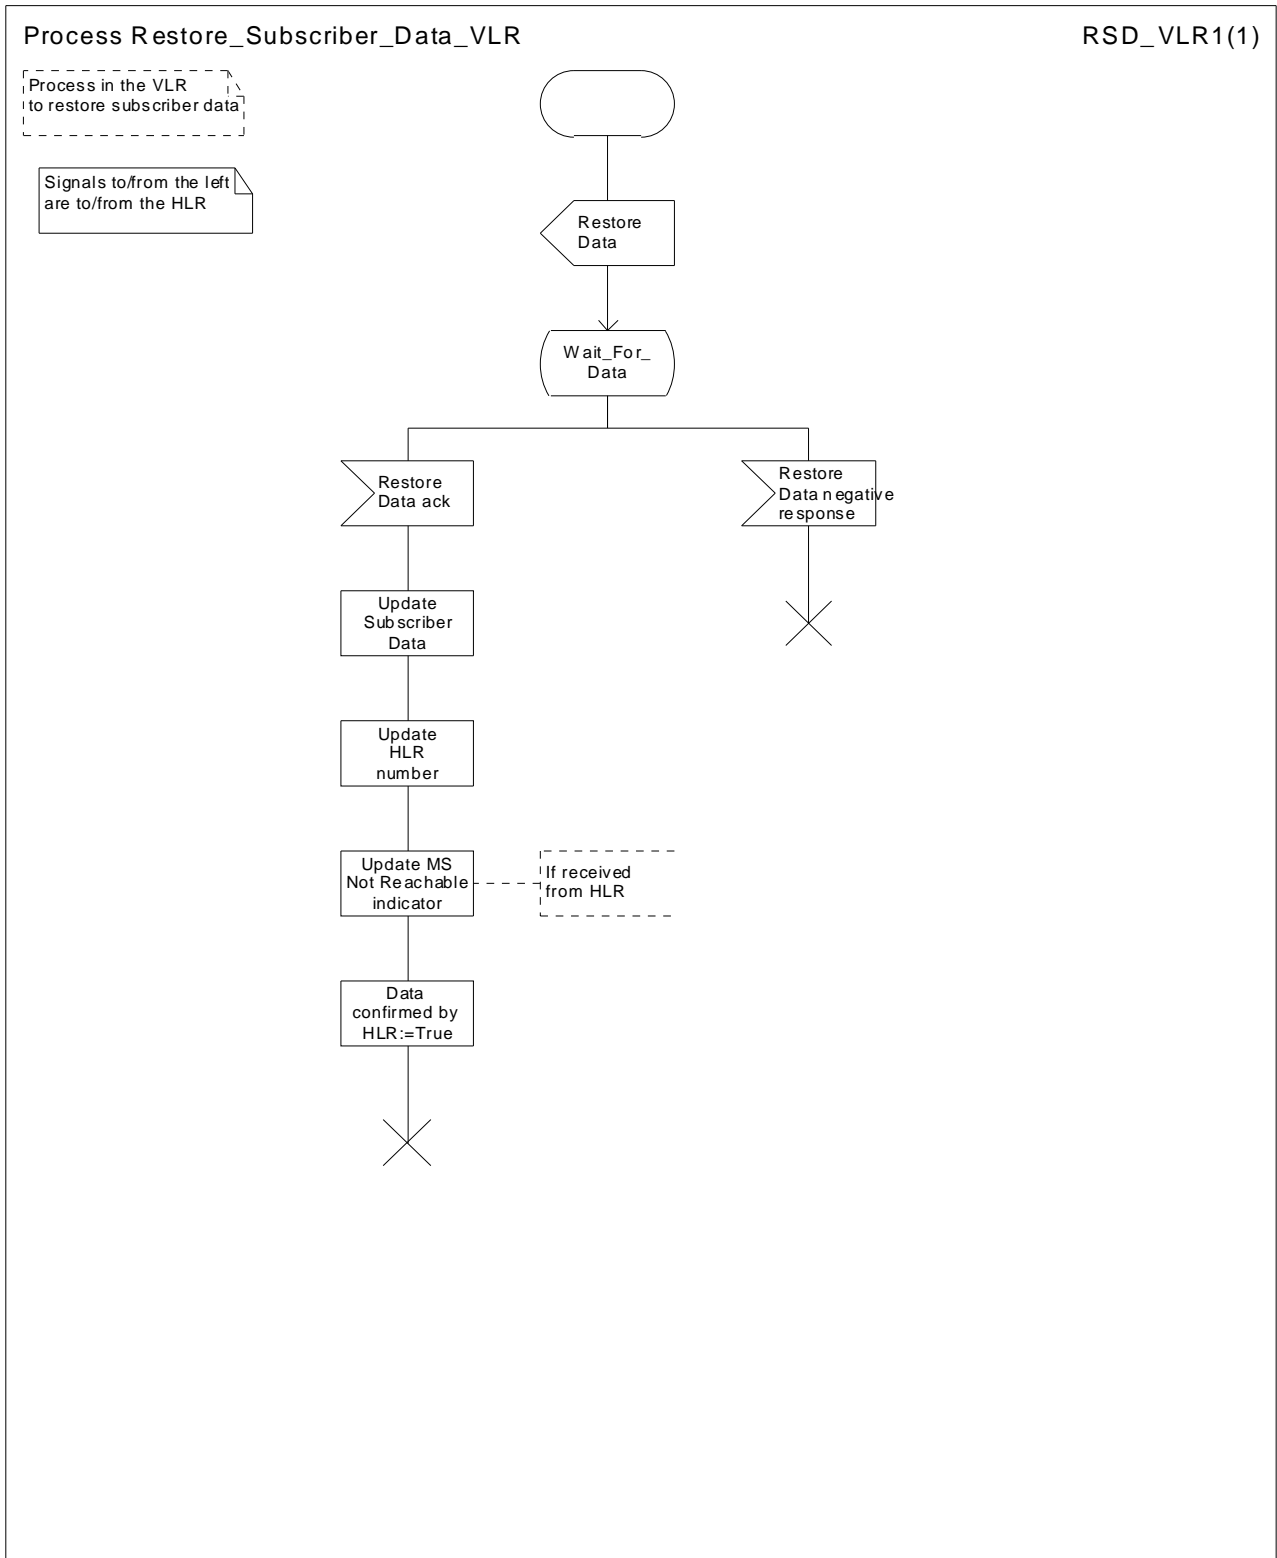 Process Restore_Subscriber_Data_VLR
RSD_VLR1(1)
Process in the VLR
to restore subscriber data
Signals to/from the left
are to/from the HLR
Restore
Data
Wait_For_
Data
Restore
Data ack
Restore
Data negative
response
Update
Subscriber
Data
Update
HLR
number
Update MS
Not Reachable
indicator
If received
from HLR
Data
confirmed by
HLR:=True